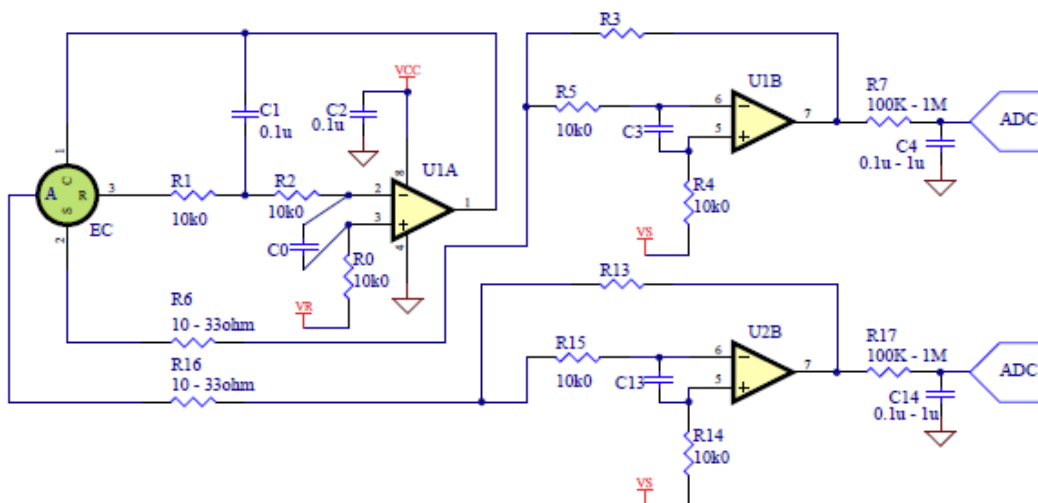 R3
VCC
U1B
R7
100K - 1M
R5
10k0
6
7
5
C1
0.1u
C2
0.1u
C3
ADC
C4
0.1u - 1u
1
8
U1A
R4
10k0
A
C
R
S
3
R1
10k0
R2
10k0
2
3
1
4
EC
2
C0
R0
10k0
VS
VR
R6
10 - 33ohm
R13
R16
10 - 33ohm
R15
10k0
U2B
6
7
5
R17
100K - 1M
C13
ADC
C14
0.1u - 1u
R14
10k0
VS